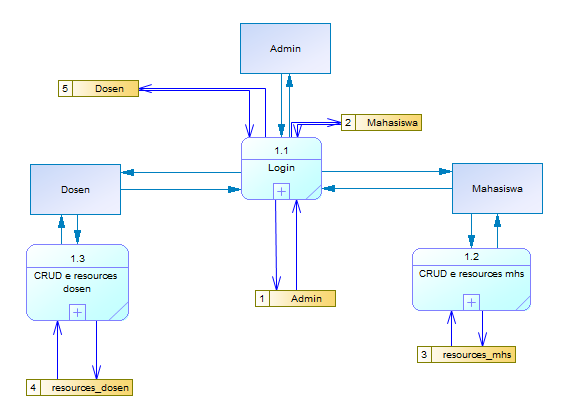 Admin
5 Dosen
2 Mahasiswa
1.1
Login
Dosen
Mahasiswa
1.3
CRUD e resources
dosen
1.2
CRUD e resources mhs
1 Admin
3 resources_mhs
4 resources_dosen